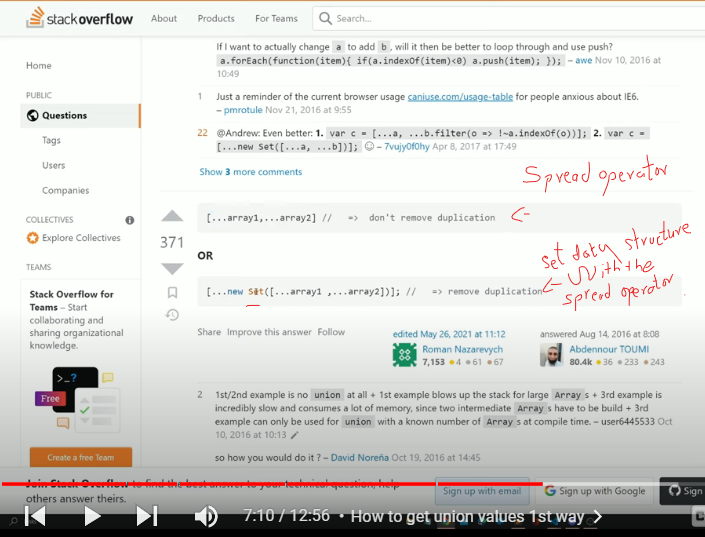 stackoverflow About Products For Teams Search...
If I want to actually change a to add b, will it then be better to loop through and use push?
a.forEach(function(item){ if(a.indexOf(item)<0) a.push(item); }); – awe Nov 10, 2016 at
10:49
Home
PUBLIC
Questions
Tags
Users
Companies
COLLECTIVES
Explore Collectives
TEAMS
Stack Overflow for
Teams – Start
collaborating and
sharing organizational
knowledge.
>_?
Free
Create a free Team
1 Just a reminder of the current browser usage caniuse.com/usage-table for people anxious about IE6.
– pmrotule Nov 21, 2016 at 9:55
22 @Andrew: Even better: 1. var c = [...a, ...b.filter(o => !~a.indexOf(o))]; 2. var c =
[...new Set([...a, ...b])]; ☺ – 7vujy0f0hy Apr 8, 2017 at 17:49
Show 3 more comments
Spread operator
371
[...array1,...array2] // => don't remove duplication <-
OR
set data structure
with the
spread operator
[...new Set([...array1 ,...array2])]; // => remove duplication <-
Share Improve this answer Follow
edited May 26, 2021 at 11:12
Roman Nazarevych
7,153 4 61 67
answered Aug 14, 2016 at 8:08
Abdennour TOUMI
80.4k 36 233 243
2 1st/2nd example is no union at all + 1st example blows up the stack for large Array s + 3rd example is
incredibly slow and consumes a lot of memory, since two intermediate Array s have to be build + 3rd
example can only be used for union with a known number of Array s at compile time. – user6445533 Oct
10, 2016 at 10:13
so how you would do it ? – David Noreña Oct 19, 2016 at 14:45
Join Stack Overflow to find the best answer to your technical question, help
others answer theirs.
Sign up with email
Sign up with Google
Sign
7:10 / 12:56 • How to get union values 1st way >